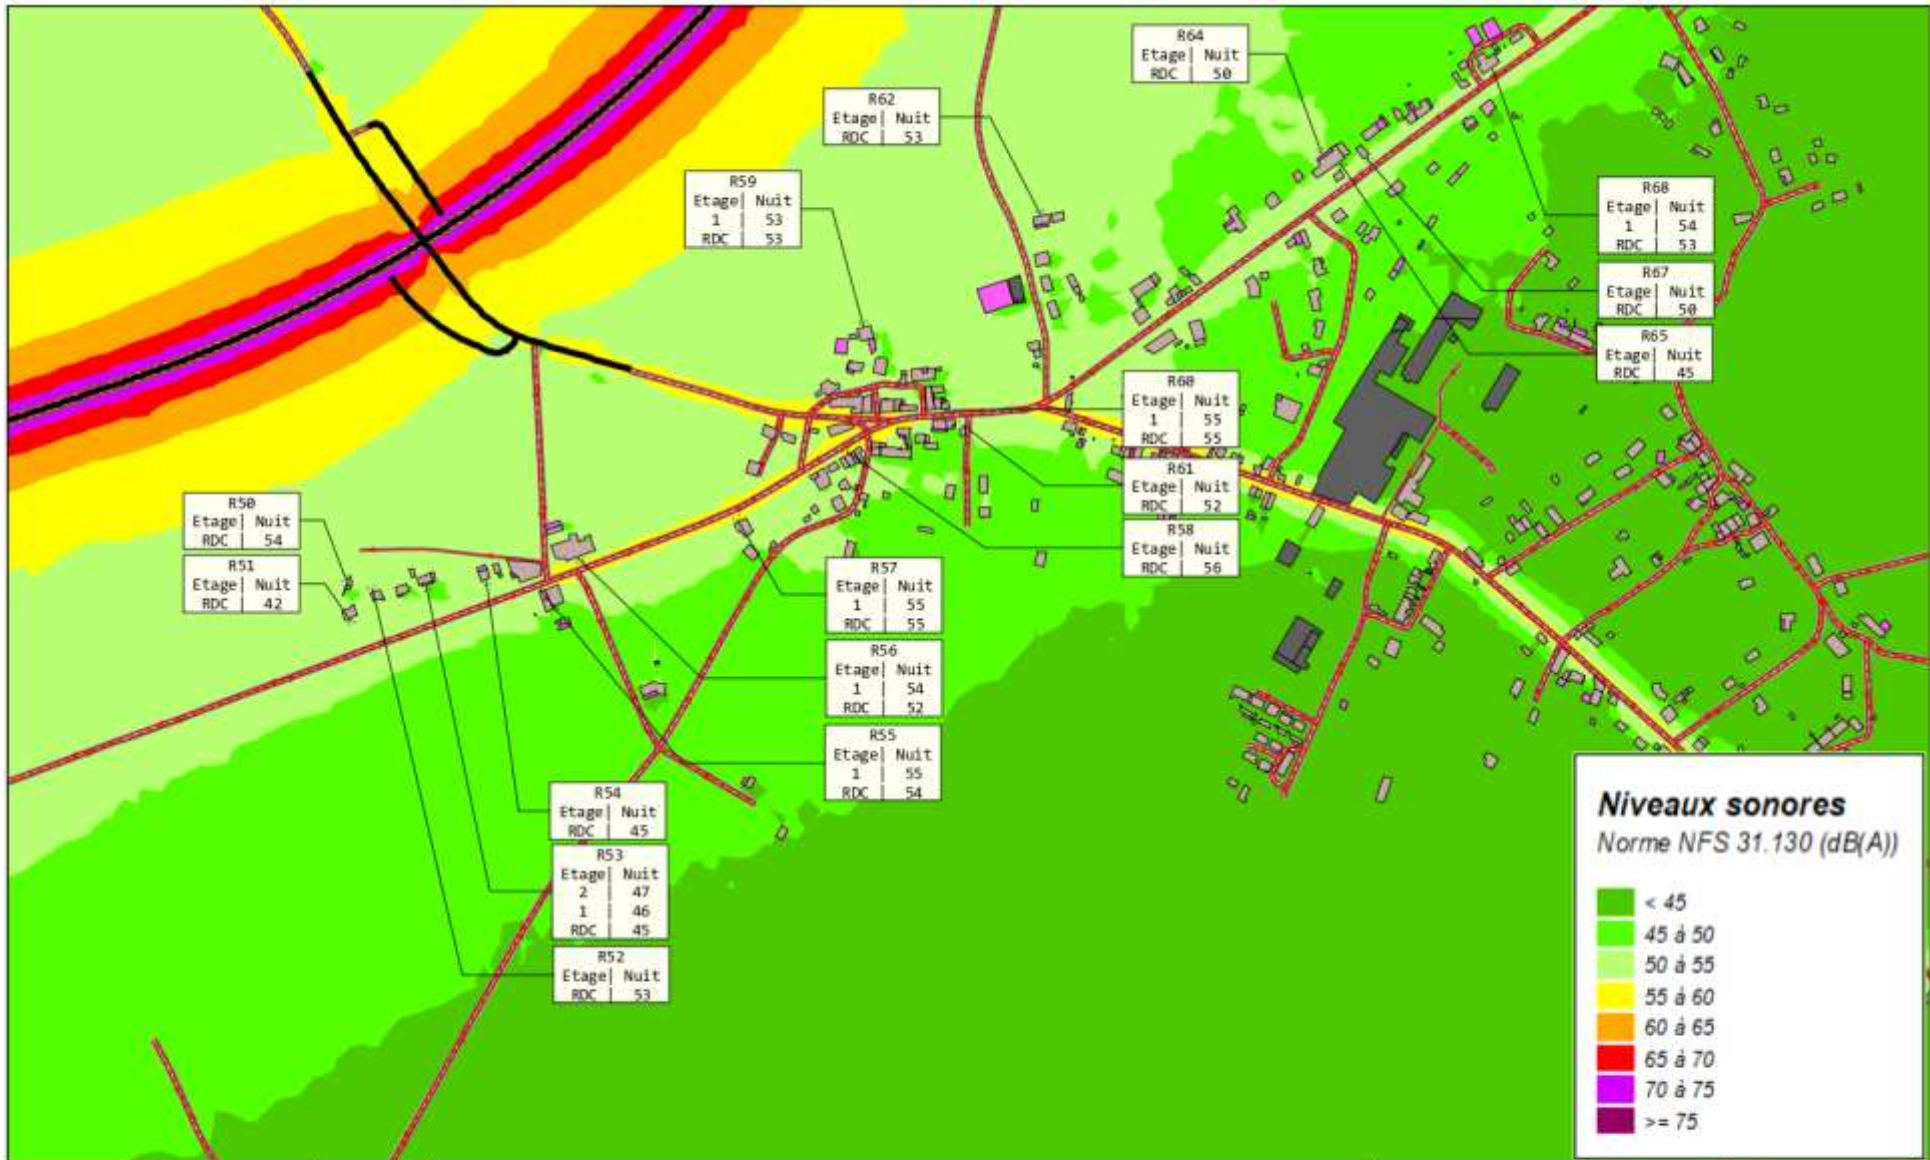 R64
Etage| Nuit
RDC | 50
R62
Etage| Nuit
RDC | 53
R59
Etage| Nuit
1 | 53
RDC | 53
R68
Etage| Nuit
1 | 54
RDC | 53
R67
Etage| Nuit
RDC | 50
R65
Etage| Nuit
RDC | 45
R60
Etage| Nuit
1 | 55
RDC | 55
R61
Etage| Nuit
RDC | 52
R58
Etage| Nuit
RDC | 56
R50
Etage| Nuit
RDC | 54
R51
Etage| Nuit
RDC | 42
R57
Etage| Nuit
1 | 55
RDC | 55
R56
Etage| Nuit
1 | 54
RDC | 52
R55
Etage| Nuit
1 | 55
RDC | 54
R54
Etage| Nuit
RDC | 45
R53
Etage| Nuit
2 | 47
1 | 46
RDC | 45
R52
Etage| Nuit
RDC | 53
Niveaux sonores
Norme NFS 31.130 (dB(A))
< 45
45 à 50
50 à 55
55 à 60
60 à 65
65 à 70
70 à 75
>= 75